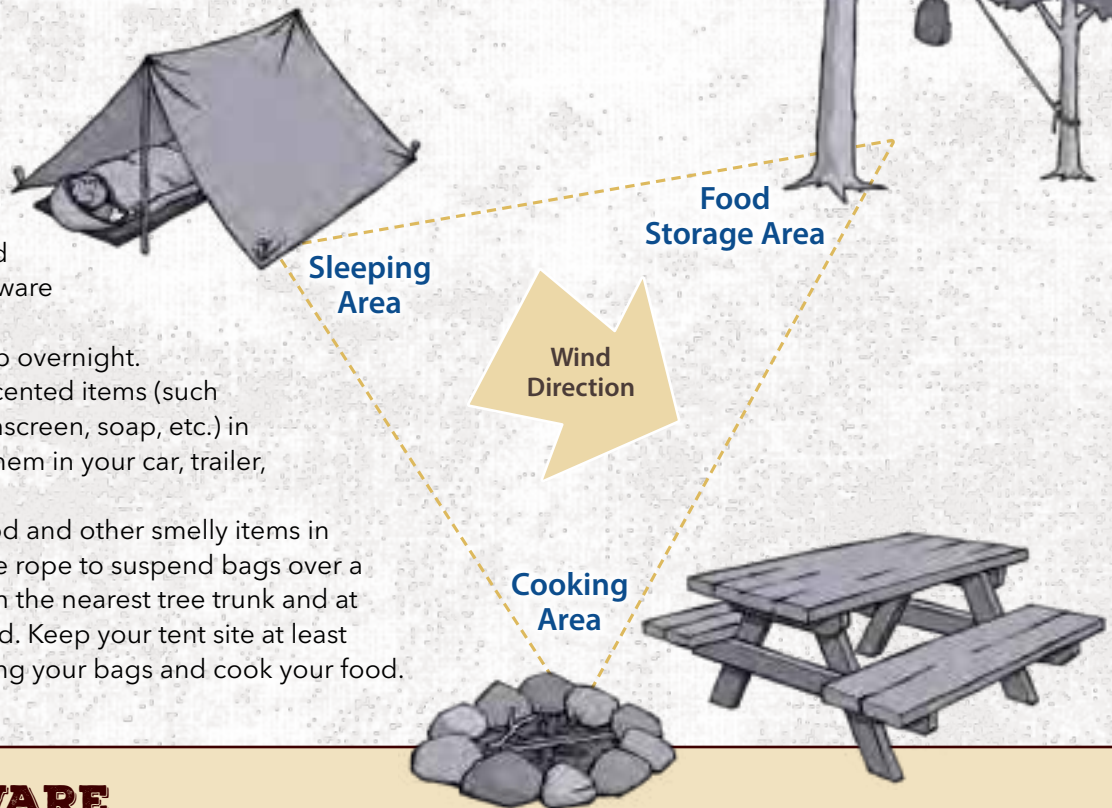 Food
Storage Area
Sleeping
Area
Wind
Direction
p overnight.
cented items (such
nscreen, soap, etc.) in
hem in your car, trailer,
od and other smelly items in
e rope to suspend bags over a
n the nearest tree trunk and at
d. Keep your tent site at least
ng your bags and cook your food.
Cooking
Area
WARE